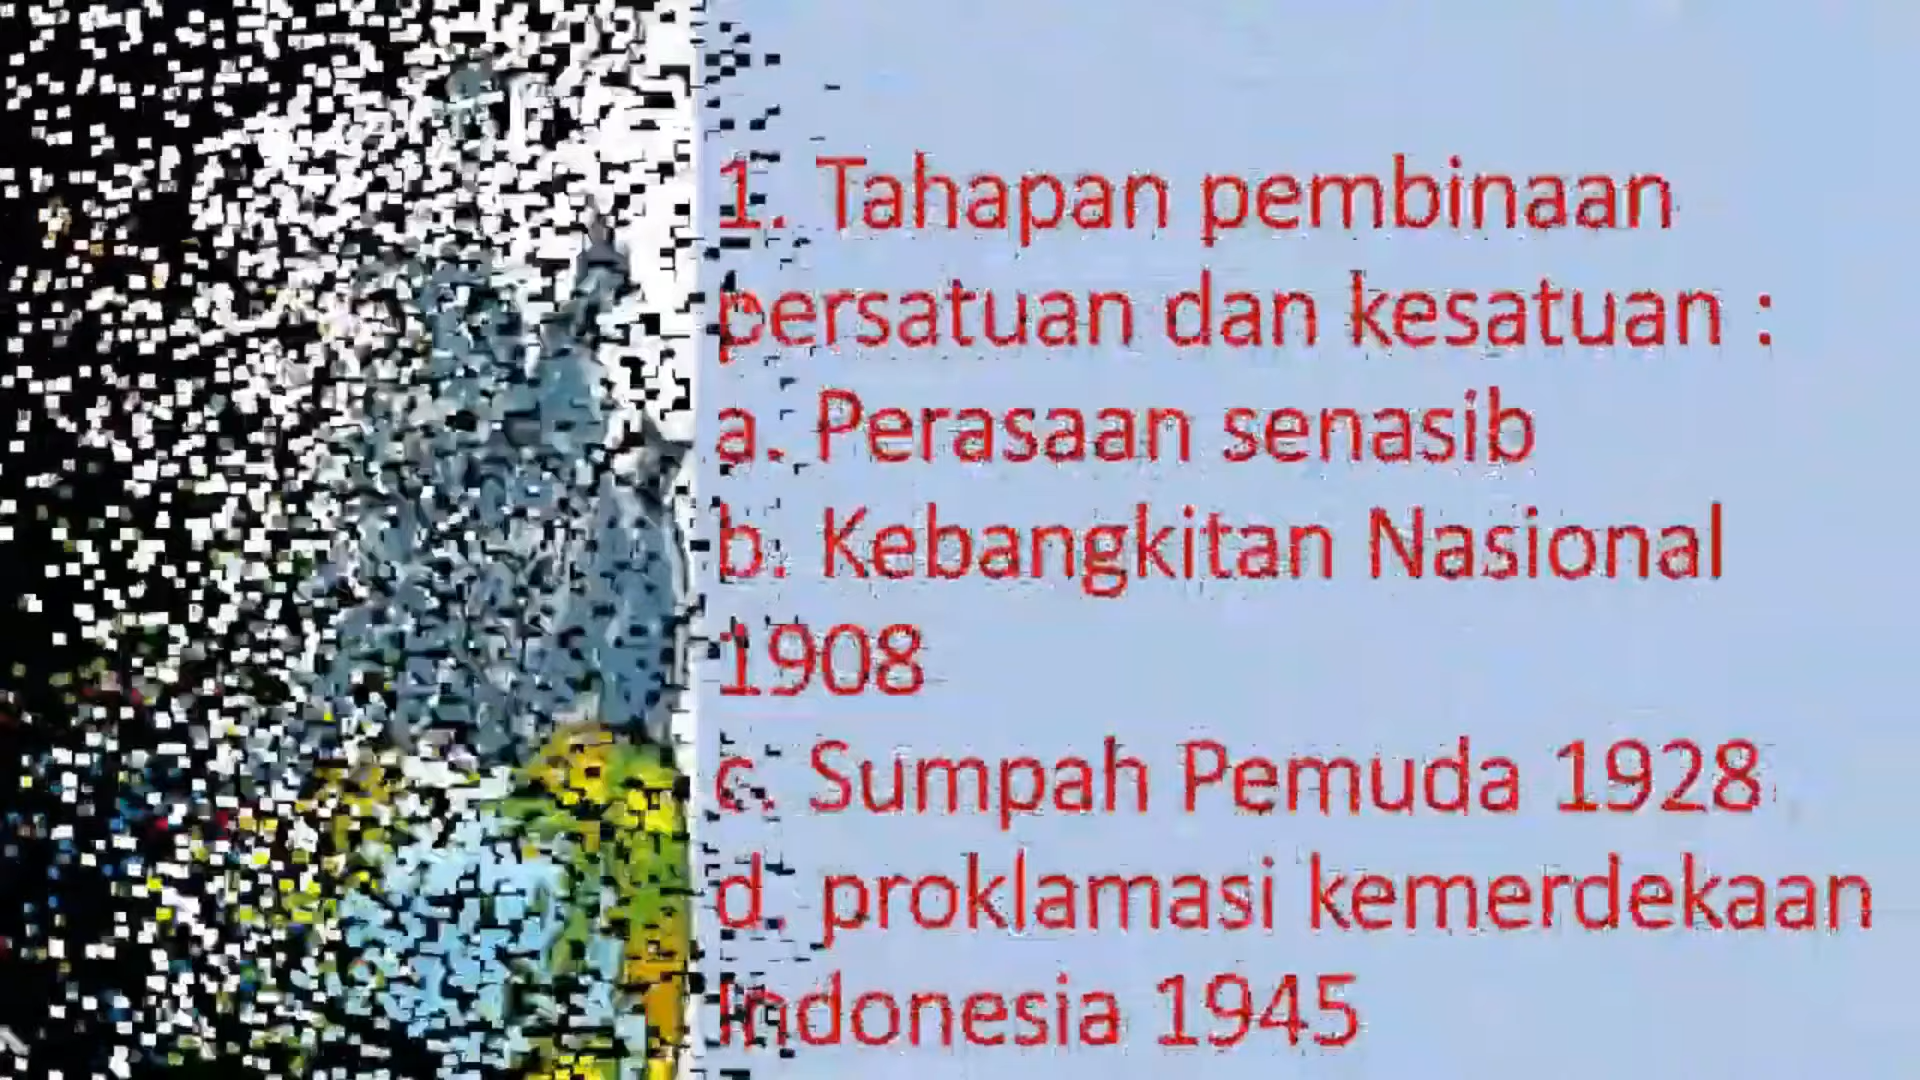 1. Tahapan pembinaan
persatuan dan kesatuan :
a. Perasaan senasib
b. Kebangkitan Nasional
1908
c. Sumpah Pemuda 1928
d. proklamasi kemerdekaan
Indonesia 1945